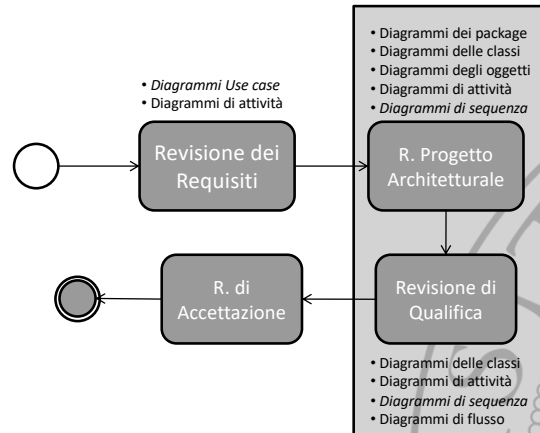 • Diagrammi dei package
• Diagrammi delle classi
• Diagrammi degli oggetti
• Diagrammi di attività
• Diagrammi di sequenza
• Diagrammi Use case
• Diagrammi di attività
Revisione dei
Requisiti
R. Progetto
Architetturale
R. di
Accettazione
Revisione di
Qualifica
• Diagrammi delle classi
• Diagrammi di attività
• Diagrammi di sequenza
• Diagrammi di flusso